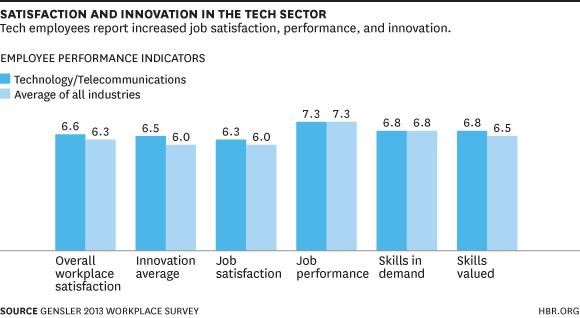 SATISFACTION AND INNOVATION IN THE TECH SECTOR
Tech employees report increased job satisfaction, performance, and innovation.
EMPLOYEE PERFORMANCE INDICATORS
Technology/Telecommunications
Average of all industries
6.6 6.3 6.5 6.0 6.3 6.0 7.3 7.3 6.8 6.8 6.8 6.5
Overall
workplace
satisfaction
Innovation
average
Job
satisfaction
Job
performance
Skills in
demand
Skills
valued
SOURCE GENSLER 2013 WORKPLACE SURVEY
HBR.ORG